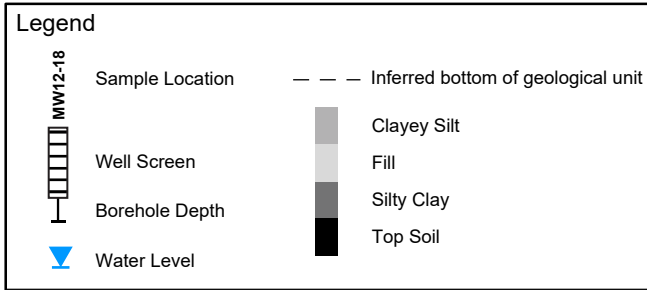 Legend
MW12-18
Sample Location
Well Screen
Borehole Depth
Water Level
Inferred bottom of geological unit
Clayey Silt
Fill
Silty Clay
Top Soil